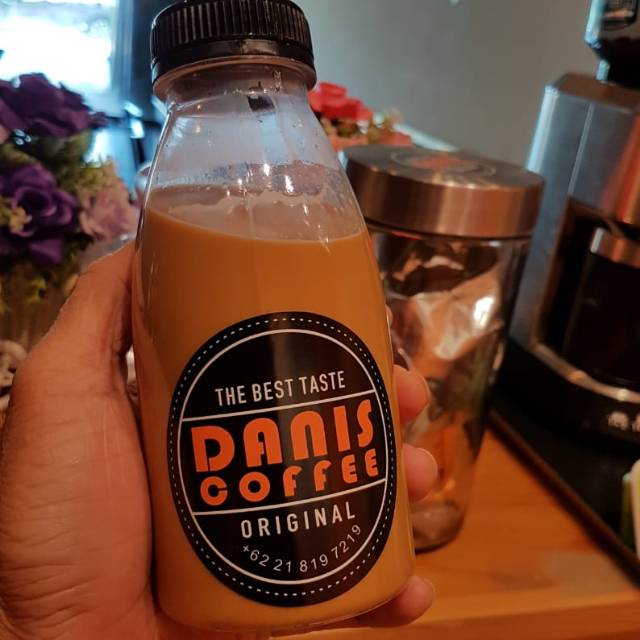 THE BEST TASTE
DANIS
COFFEE
ORIGINAL
+62 21 819 7219